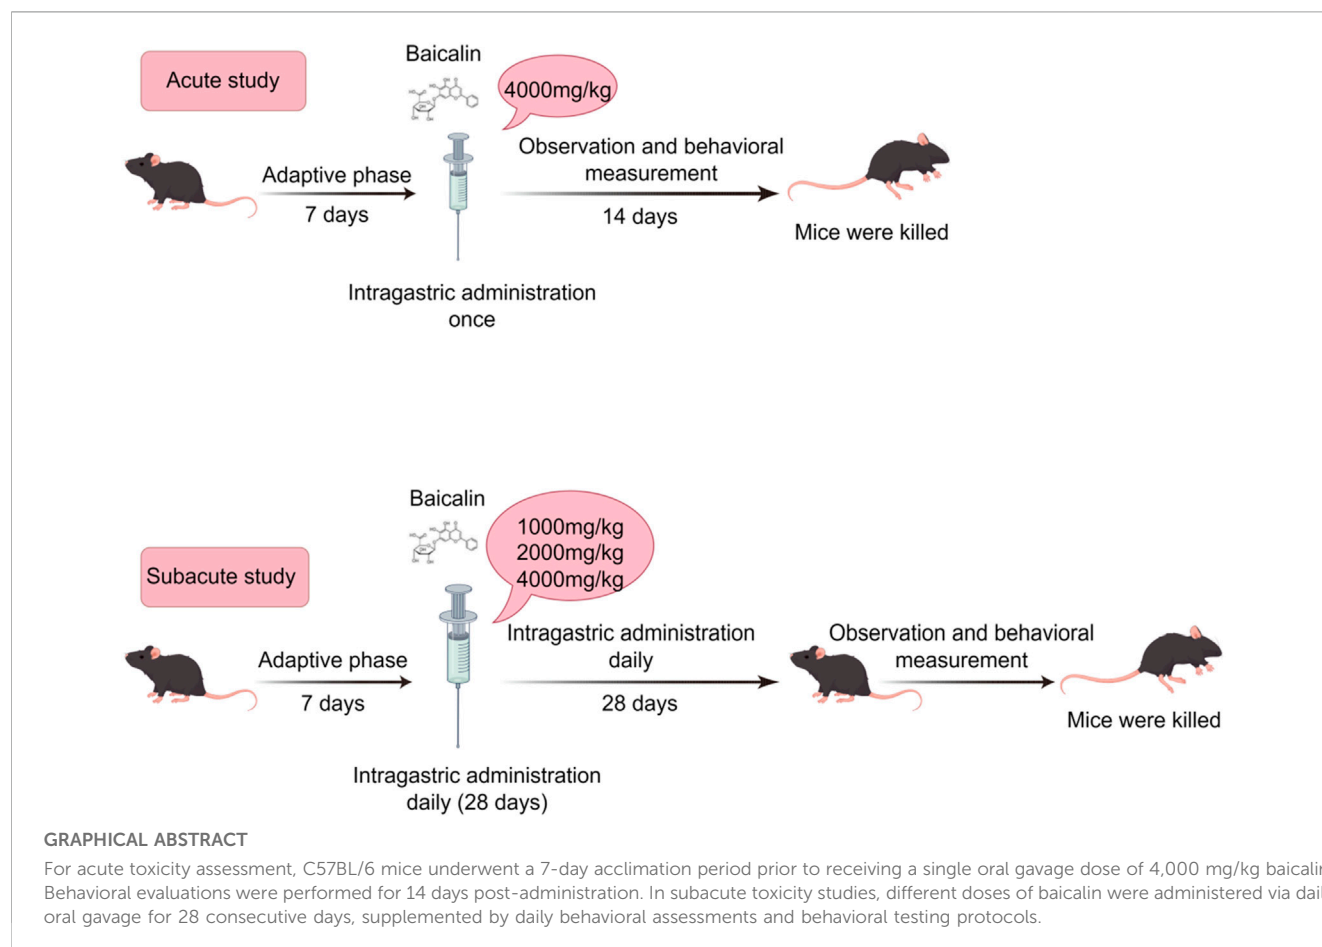 Acute study
Baicalin
4000mg/kg
Adaptive phase
7 days
Observation and behavioral
measurement
14 days
Mice were killed
Intragastric administration
once
Subacute study
Baicalin
1000mg/kg
2000mg/kg
4000mg/kg
Adaptive phase
7 days
Intragastric administration
daily
28 days
Observation and behavioral
measurement
Mice were killed
Intragastric administration
daily (28 days)
GRAPHICAL ABSTRACT
For acute toxicity assessment, C57BL/6 mice underwent a 7-day acclimation period prior to receiving a single oral gavage dose of 4,000 mg/kg baicalin
Behavioral evaluations were performed for 14 days post-administration. In subacute toxicity studies, different doses of baicalin were administered via dail
oral gavage for 28 consecutive days, supplemented by daily behavioral assessments and behavioral testing protocols.